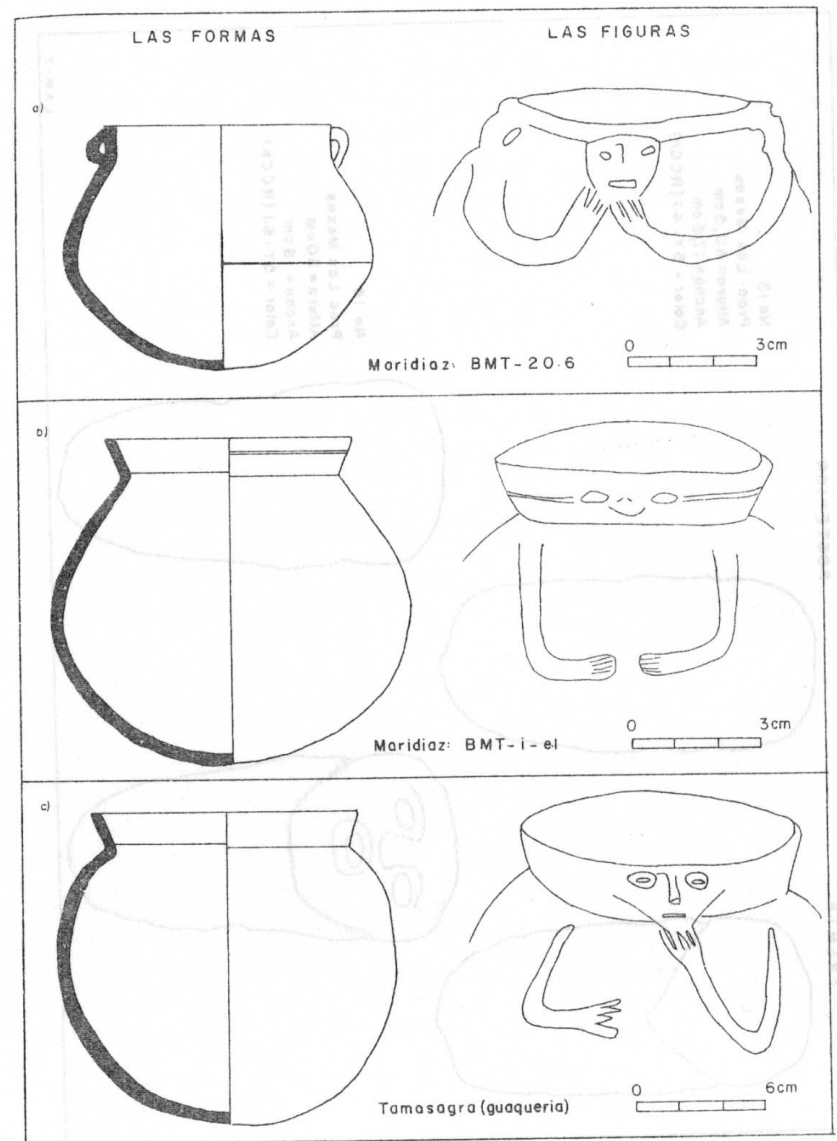 LAS FORMAS
LAS FIGURAS
a)
0 3cm
Maridiaz: BMT-20.6
b)
0 3cm
Maridiaz: BMT-i-el
c)
0 6cm
Tamasagra (guaqueria)